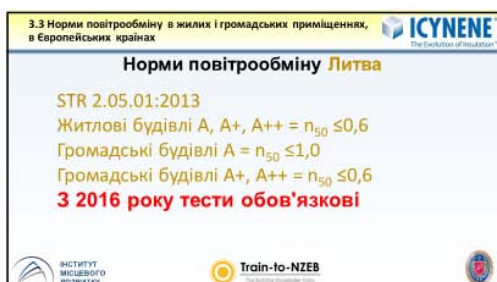 3.3 Норми повітрообміну в жилих і громадських приміщеннях,
в Європейських країнах
ICYNENE
The Evolution of Insulation
Норми повітрообміну Литва
STR 2.05.01:2013
Житлові будівлі А, А+, А++ = n50 ≤0,6
Громадські будівлі А = n50 ≤1,0
Громадські будівлі А+, А++ = n50 ≤0,6
З 2016 року тести обов'язкові
ІНСТИТУТ
МІСЦЕВОГО
РОЗВИТКУ
Train-to-NZEB